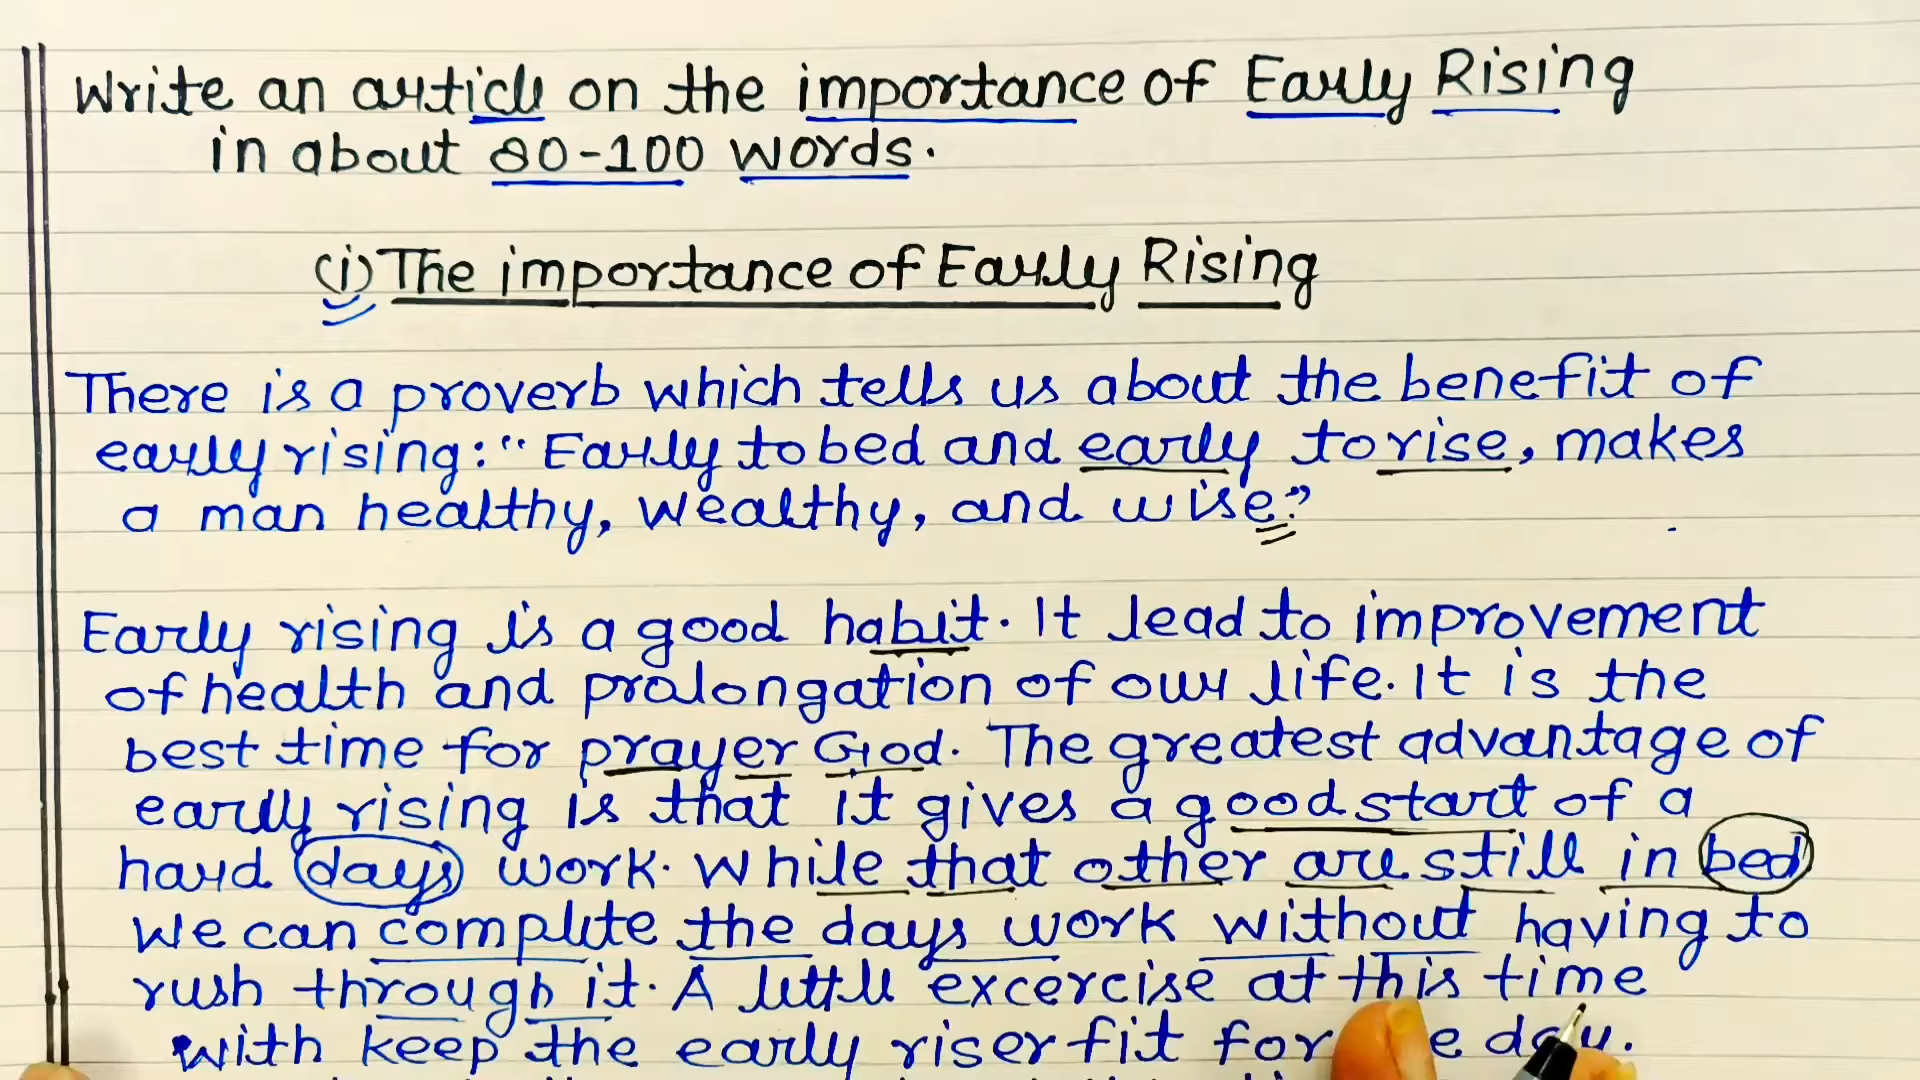 Write an article on the importance of Early Rising
in about 80-100 words.
(i) The importance of Early Rising
There is a proverb which tells us about the benefit of
early rising: "Early to bed and early to rise, makes
a man healthy, wealthy, and wise."
Early rising is a good habit. It lead to improvement
of health and prolongation of our life. It is the
best time for prayer God. The greatest advantage of
early rising is that it gives a good start of a
hard days work. While that other are still in bed
We can complete the days work without having to
rush through it. A little excercise at this time
with keep the early riser fit for day.